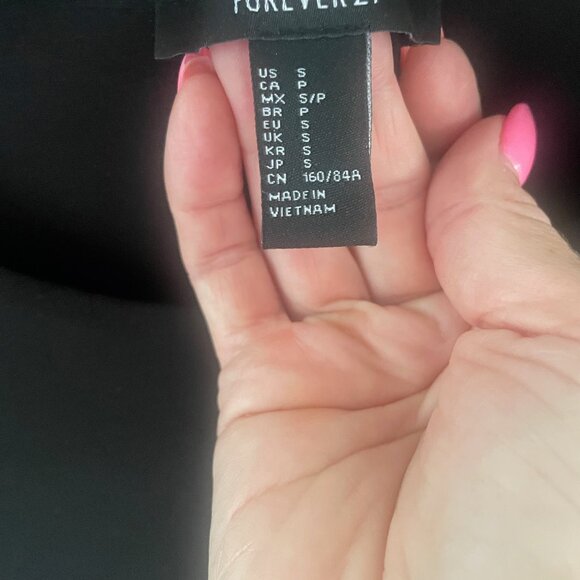 FOREVER 21
US S
CA P
MX S/P
BR P
EU S
UK S
KR S
JP S
CN 160/84A
MADE IN
VIETNAM